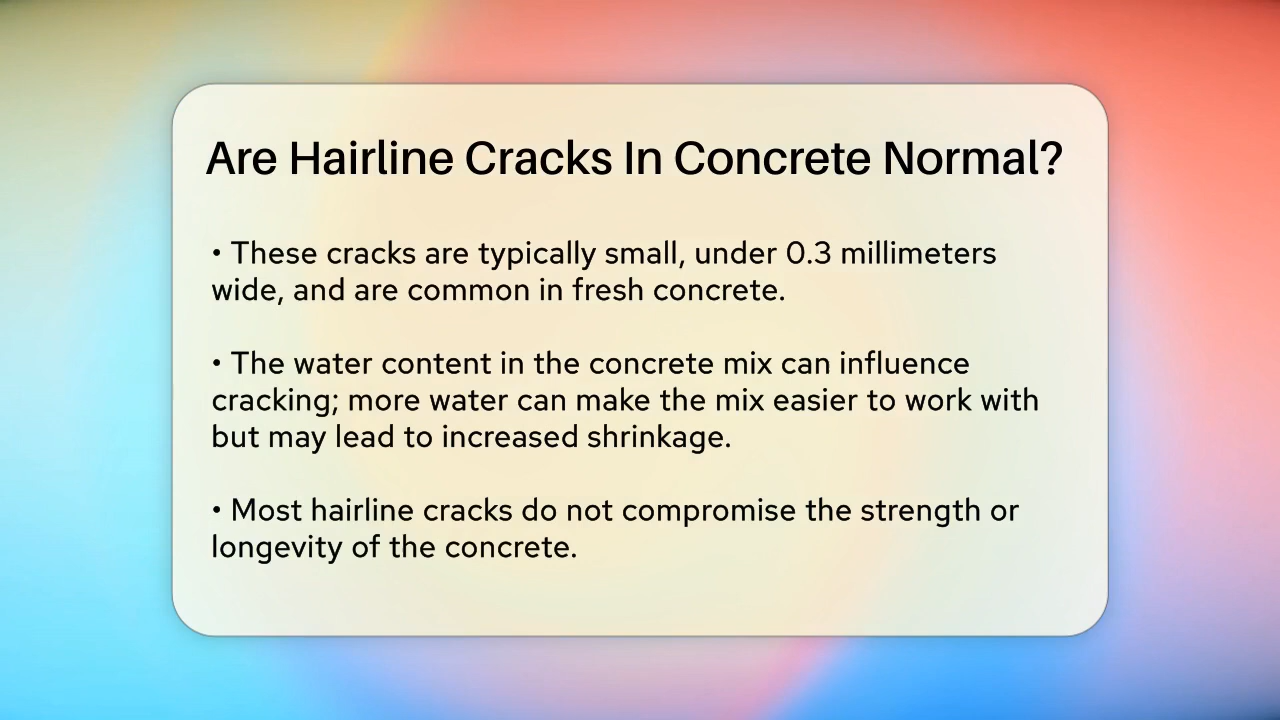 Are Hairline Cracks In Concrete Normal?
• These cracks are typically small, under 0.3 millimeters
wide, and are common in fresh concrete.
• The water content in the concrete mix can influence
cracking; more water can make the mix easier to work with
but may lead to increased shrinkage.
• Most hairline cracks do not compromise the strength or
longevity of the concrete.